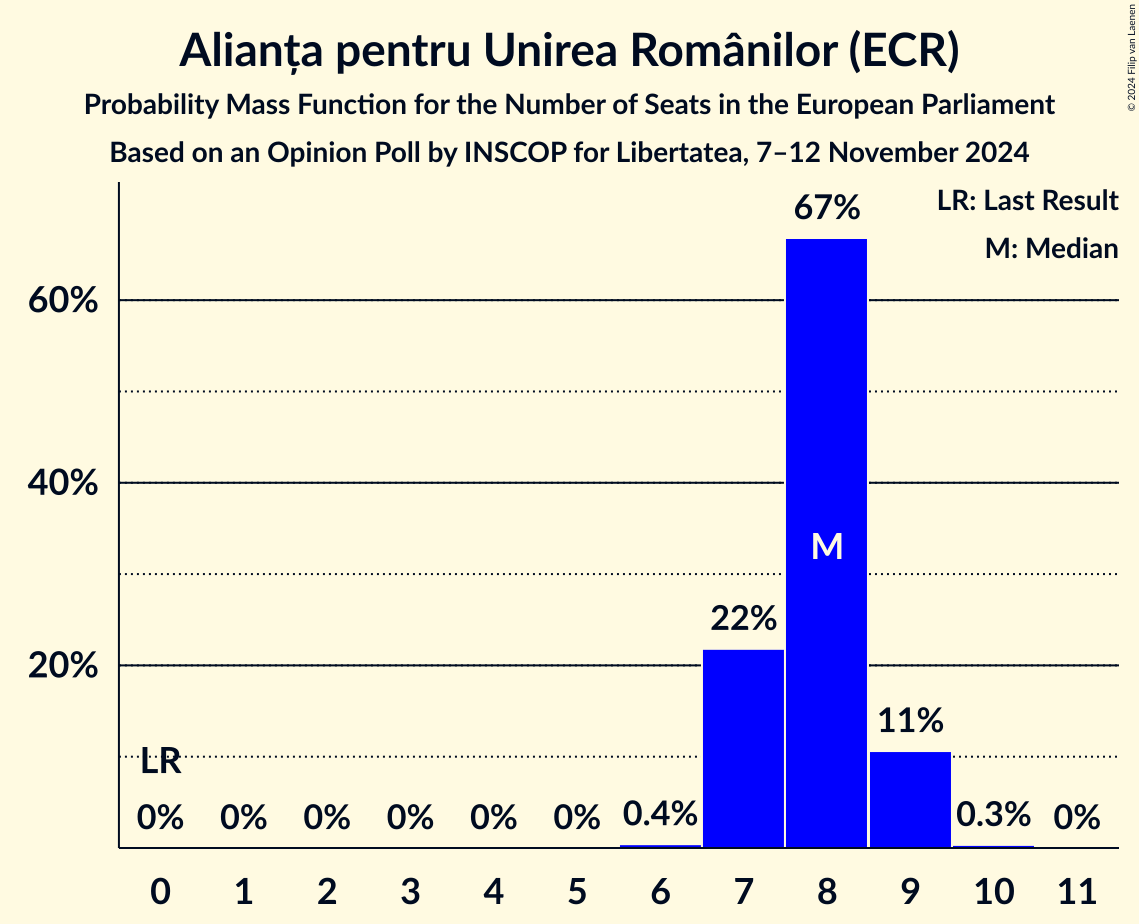 Alianța pentru Unirea Românilor (ECR)
Probability Mass Function for the Number of Seats in the European Parliament
Based on an Opinion Poll by INSCOP for Libertatea, 7–12 November 2024
© 2024 Filip van Laenen
LR: Last Result
M: Median
60%
40%
20%
LR
0%
0%
0%
0%
0%
0%
0.4%
22%
67%
M
11%
0.3%
0%
0 1 2 3 4 5 6 7 8 9 10 11